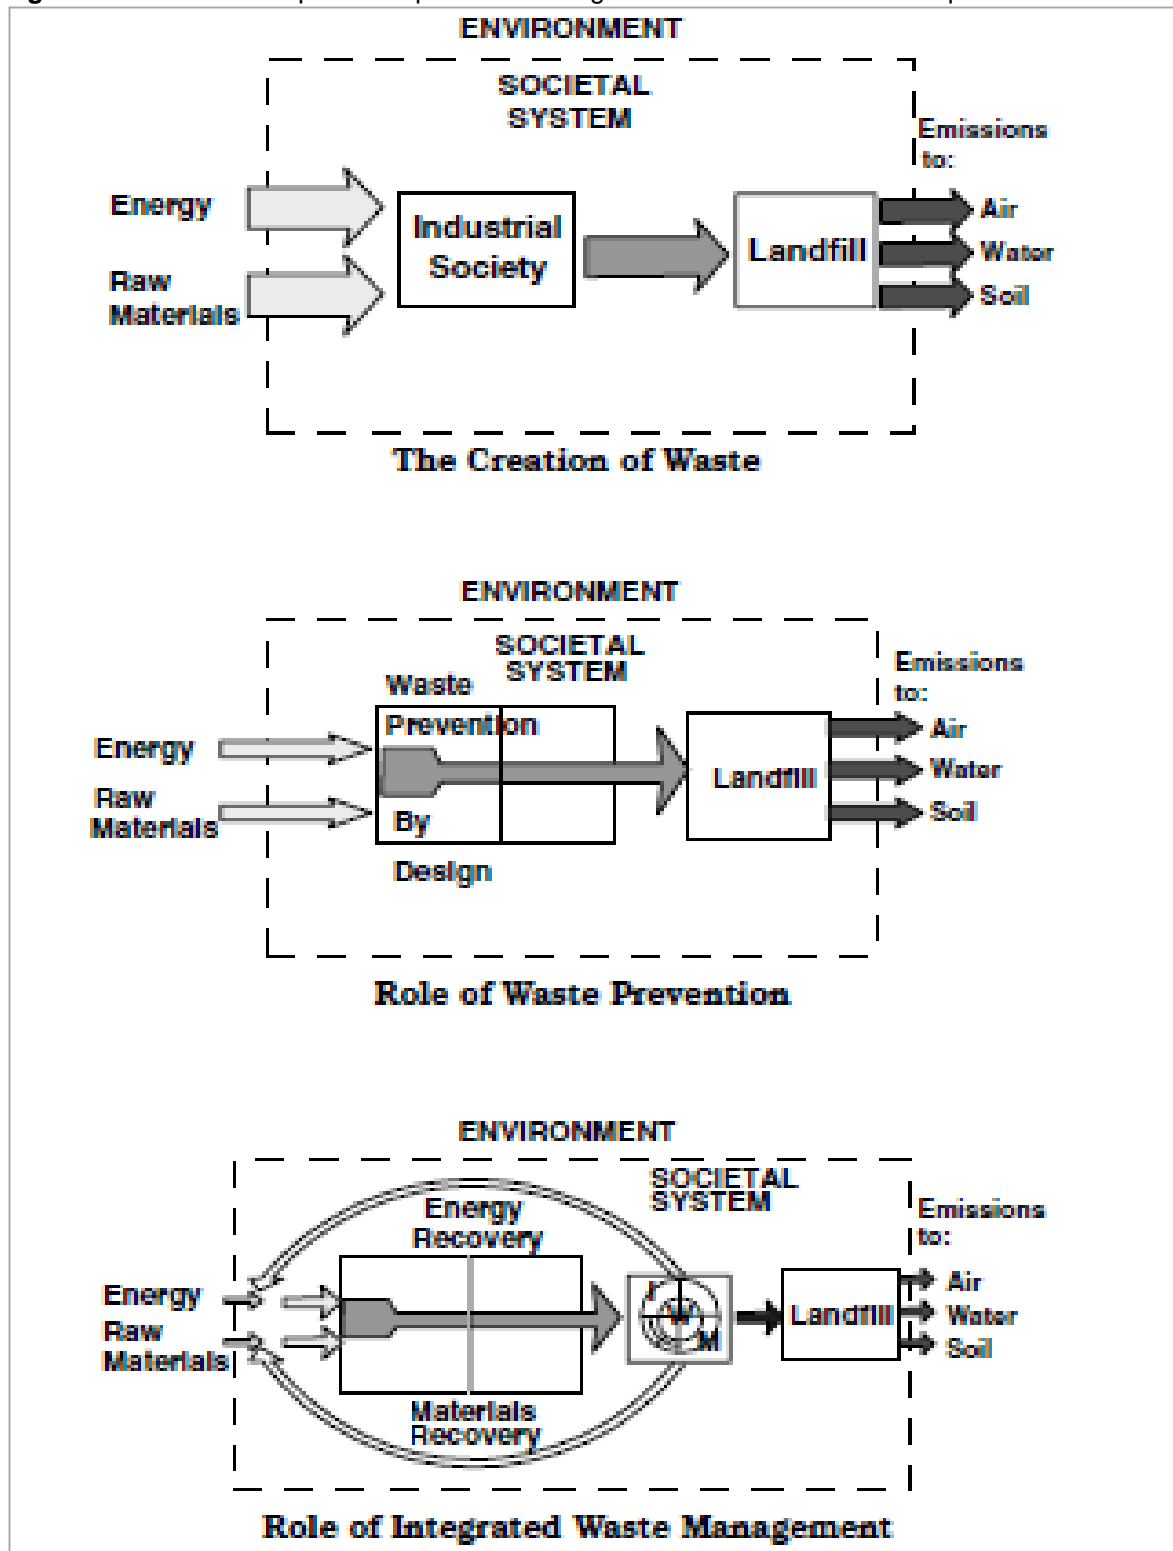 ENVIRONMENT
SOCIETAL
SYSTEM
Emissions
to:
Energy
Raw
Materials
Industrial
Society
Landfill
Air
Water
Soil
The Creation of Waste
ENVIRONMENT
SOCIETAL
SYSTEM
Emissions
to:
Waste
Prevention
By
Design
Energy
Raw
Materials
Landfill
Air
Water
Soil
Role of Waste Prevention
ENVIRONMENT
SOCIETAL
SYSTEM
Emissions
to:
Energy
Recovery
Energy
Raw
Materials
I
W
M
Landfill
Air
Water
Soil
Materials
Recovery
Role of Integrated Waste Management